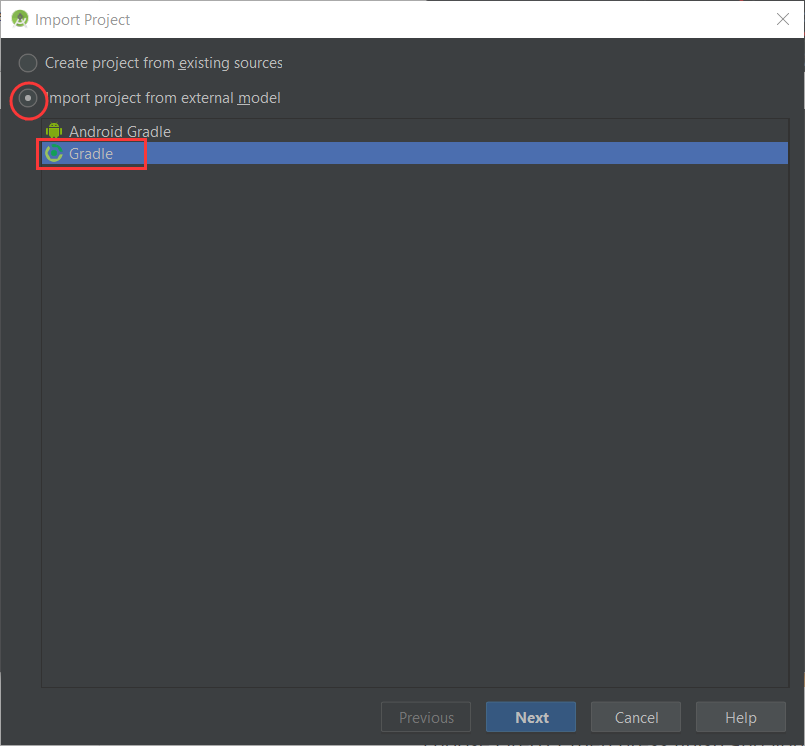 Import Project
Create project from existing sources
Import project from external model
Android Gradle
Gradle
Previous
Next
Cancel
Help